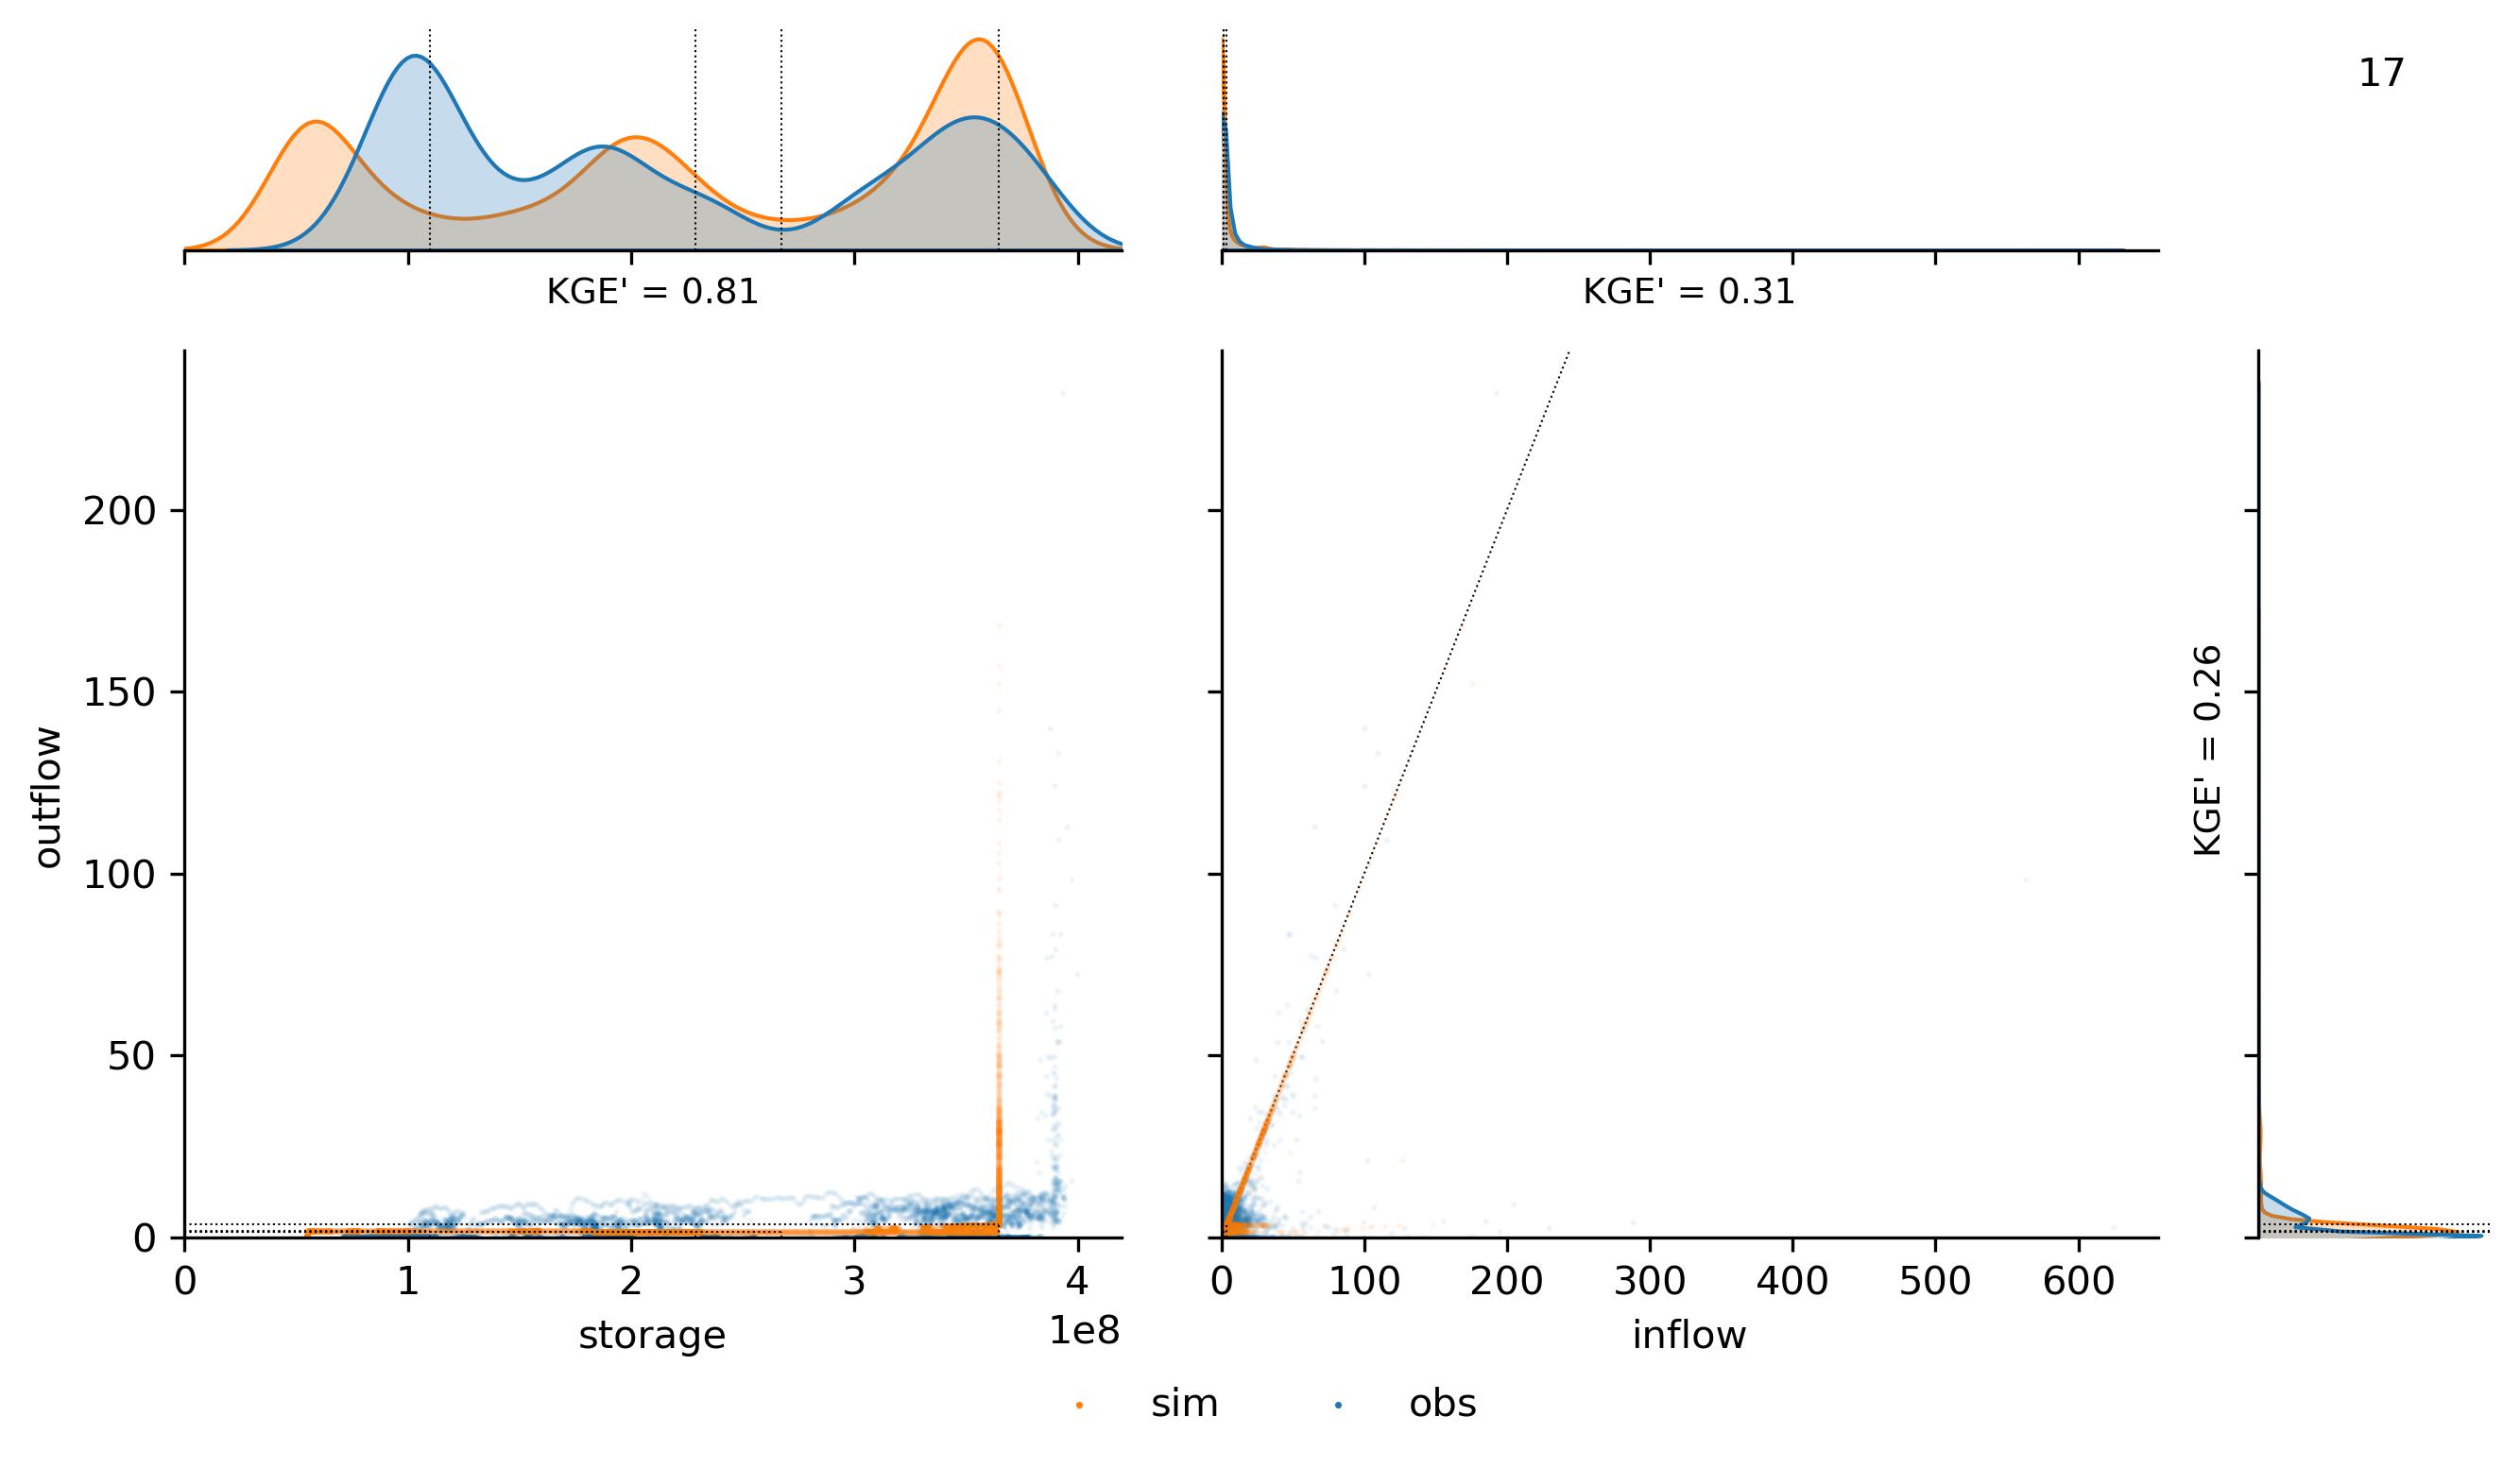 17
KGE' = 0.81
KGE' = 0.31
outflow
200
150
100
50
0
0 1 2 3 4
1e8
storage
0 100 200 300 400 500 600
inflow
KGE' = 0.26
sim obs